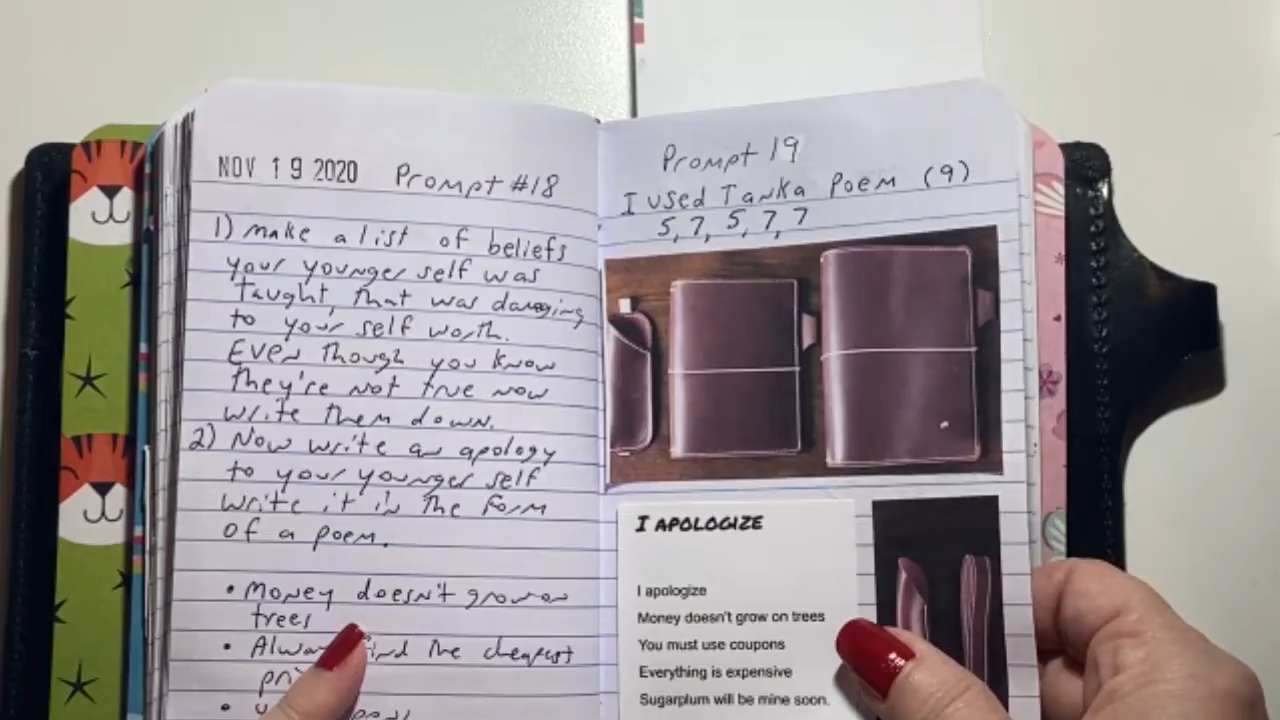 NOV 19 2020 Prompt #18
1) make a list of beliefs
your younger self was
taught, that was damaging
to your self worth.
Even though you know
they're not true now
write them down.
2) Now write an apology
to your younger self
write it in the form
of a poem.
• Money doesn't grow on
trees
• find the cheapest
Prompt 19
I used Tanka Poem (9)
5, 7, 5, 7, 7
I APOLOGIZE
I apologize
Money doesn't grow on trees
You must use coupons
Everything is expensive
Sugarplum will be mine soon.